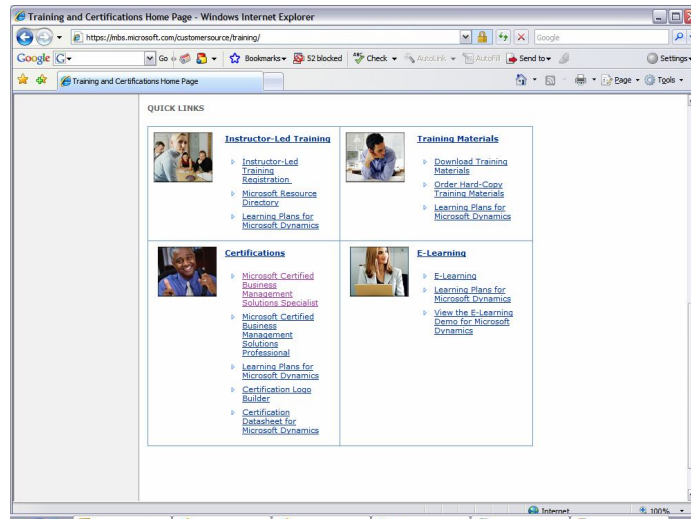 Training and Certifications Home Page - Windows Internet Explorer
https://mbs.microsoft.com/customersource/training/
Google
Google G
Go
Bookmarks
52 blocked
Check
AutoLink
AutoFill
Send to
Settings
Training and Certifications Home Page
Page
Tools
QUICK LINKS
Instructor-Led Training
Instructor-Led
Training
Registration
Microsoft Resource
Directory
Learning Plans for
Microsoft Dynamics
Training Materials
Download Training
Materials
Order Hard-Copy
Training Materials
Learning Plans for
Microsoft Dynamics
Certifications
Microsoft Certified
Business
Management
Solutions Specialist
Microsoft Certified
Business
Management
Solutions
Professional
Learning Plans for
Microsoft Dynamics
Certification Logo
Builder
Certification
Datasheet for
Microsoft Dynamics
E-Learning
E-Learning
Learning Plans for
Microsoft Dynamics
View the E-Learning
Demo for Microsoft
Dynamics
Internet
100%